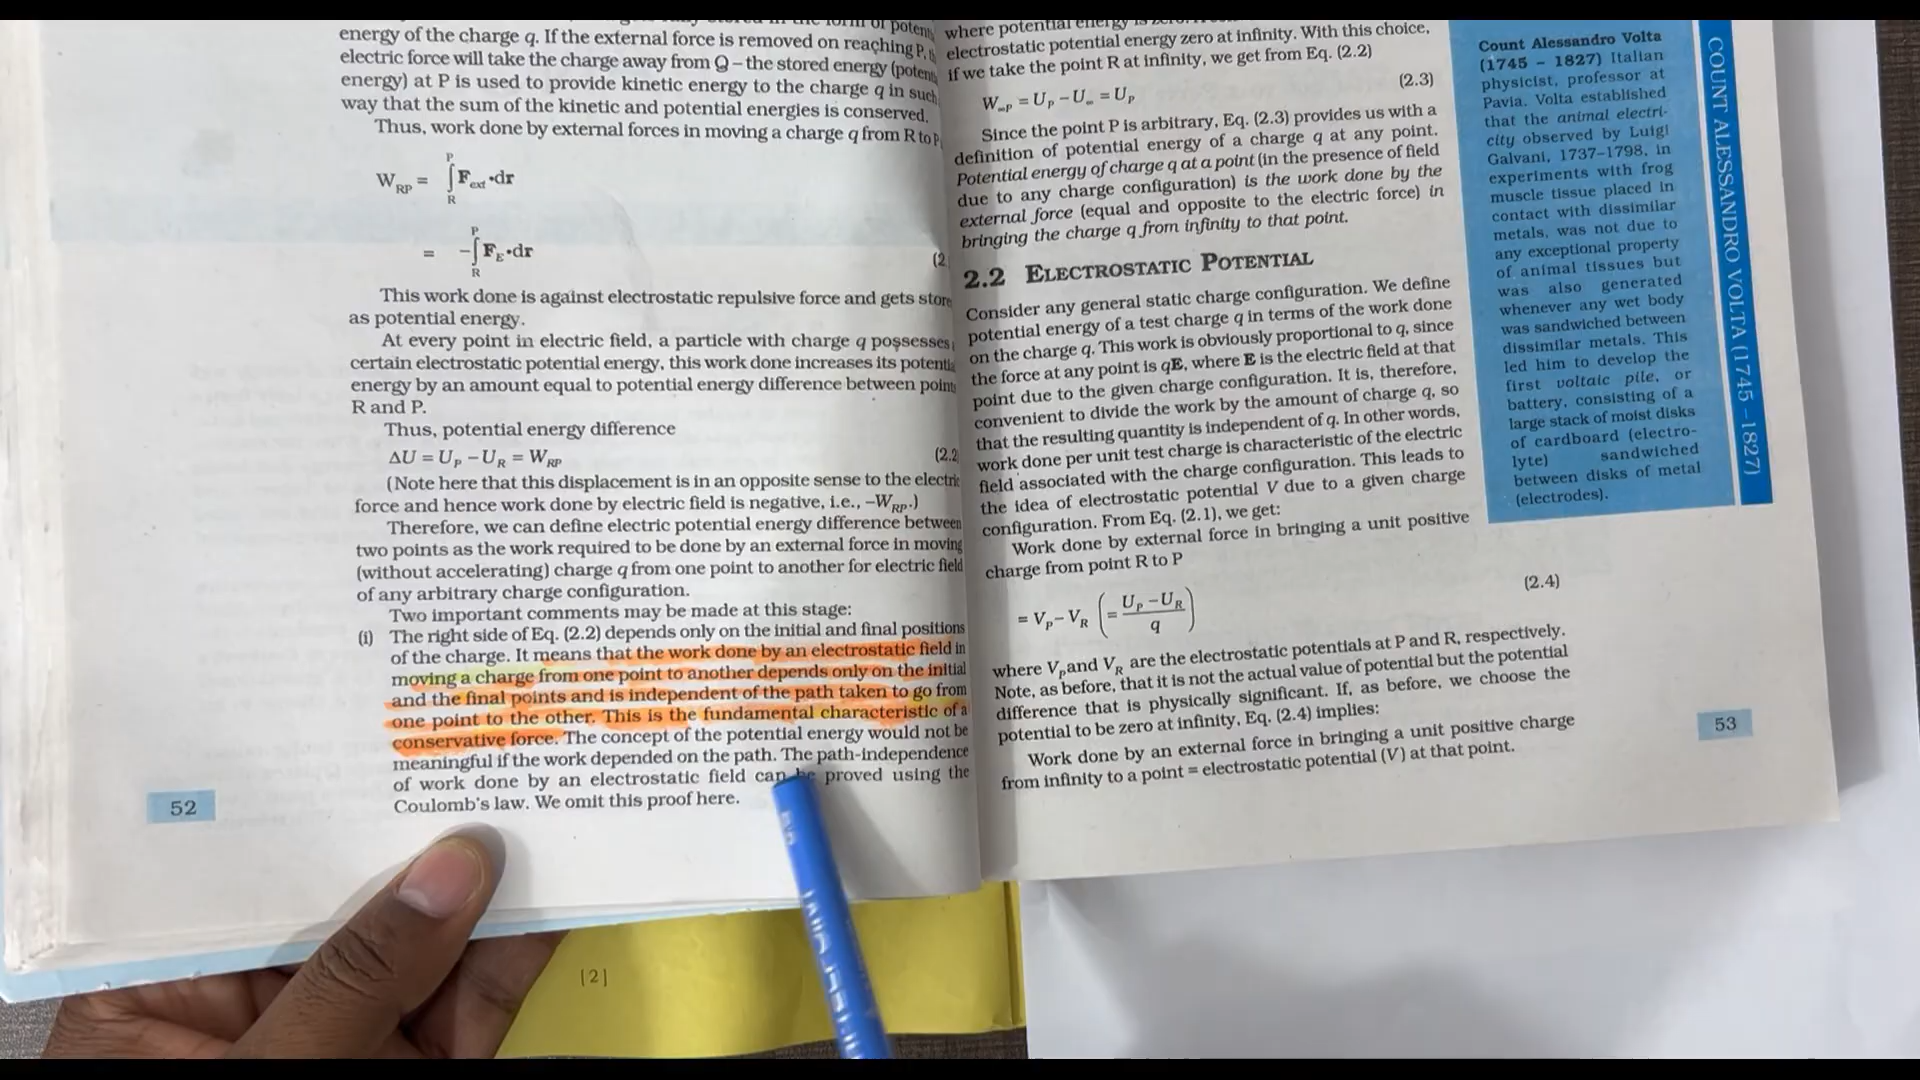 energy of the charge q. If the external force is removed on reaching P,
electric force will take the charge away from Q – the stored energy (poten
energy) at P is used to provide kinetic energy to the charge q in such
way that the sum of the kinetic and potential energies is conserved.
Thus, work done by external forces in moving a charge q from R to P
W_RP = ∫_R^P F_ext •dr
= -∫_R^P F_E •dr (2.
This work done is against electrostatic repulsive force and gets store
as potential energy.
At every point in electric field, a particle with charge q possesses
certain electrostatic potential energy, this work done increases its potentia
energy by an amount equal to potential energy difference between point
R and P.
Thus, potential energy difference
ΔU = U_P – U_R = W_RP (2.2
(Note here that this displacement is in an opposite sense to the electric
force and hence work done by electric field is negative, i.e., –W_RP.)
Therefore, we can define electric potential energy difference between
two points as the work required to be done by an external force in moving
(without accelerating) charge q from one point to another for electric field
of any arbitrary charge configuration.
Two important comments may be made at this stage:
(i) The right side of Eq. (2.2) depends only on the initial and final positions
of the charge. It means that the work done by an electrostatic field in
moving a charge from one point to another depends only on the initial
and the final points and is independent of the path taken to go from
one point to the other. This is the fundamental characteristic of a
conservative force. The concept of the potential energy would not be
meaningful if the work depended on the path. The path-independence
of work done by an electrostatic field can be proved using the
Coulomb's law. We omit this proof here.
52
[2]
where potential energy is zero.
electrostatic potential energy zero at infinity. With this choice,
if we take the point R at infinity, we get from Eq. (2.2)
W_∞P = U_P – U_∞ = U_P (2.3)
Since the point P is arbitrary, Eq. (2.3) provides us with a
definition of potential energy of a charge q at any point.
Potential energy of charge q at a point (in the presence of field
due to any charge configuration) is the work done by the
external force (equal and opposite to the electric force) in
bringing the charge q from infinity to that point.
2.2 ELECTROSTATIC POTENTIAL
Consider any general static charge configuration. We define
potential energy of a test charge q in terms of the work done
on the charge q. This work is obviously proportional to q, since
the force at any point is qE, where E is the electric field at that
point due to the given charge configuration. It is, therefore,
convenient to divide the work by the amount of charge q, so
that the resulting quantity is independent of q. In other words,
work done per unit test charge is characteristic of the electric
field associated with the charge configuration. This leads to
the idea of electrostatic potential V due to a given charge
configuration. From Eq. (2.1), we get:
Work done by external force in bringing a unit positive
charge from point R to P
= V_P – V_R (= (U_P – U_R)/q) (2.4)
where V_P and V_R are the electrostatic potentials at P and R, respectively.
Note, as before, that it is not the actual value of potential but the potential
difference that is physically significant. If, as before, we choose the
potential to be zero at infinity, Eq. (2.4) implies:
Work done by an external force in bringing a unit positive charge
from infinity to a point = electrostatic potential (V) at that point.
Count Alessandro Volta
(1745 – 1827) Italian
physicist, professor at
Pavia. Volta established
that the animal electri-
city observed by Luigi
Galvani, 1737–1798, in
experiments with frog
muscle tissue placed in
contact with dissimilar
metals, was not due to
any exceptional property
of animal tissues but
was also generated
whenever any wet body
was sandwiched between
dissimilar metals. This
led him to develop the
first voltaic pile, or
battery, consisting of a
large stack of moist disks
of cardboard (electro-
lyte) sandwiched
between disks of metal
(electrodes).
COUNT ALESSANDRO VOLTA (1745 – 1827)
53